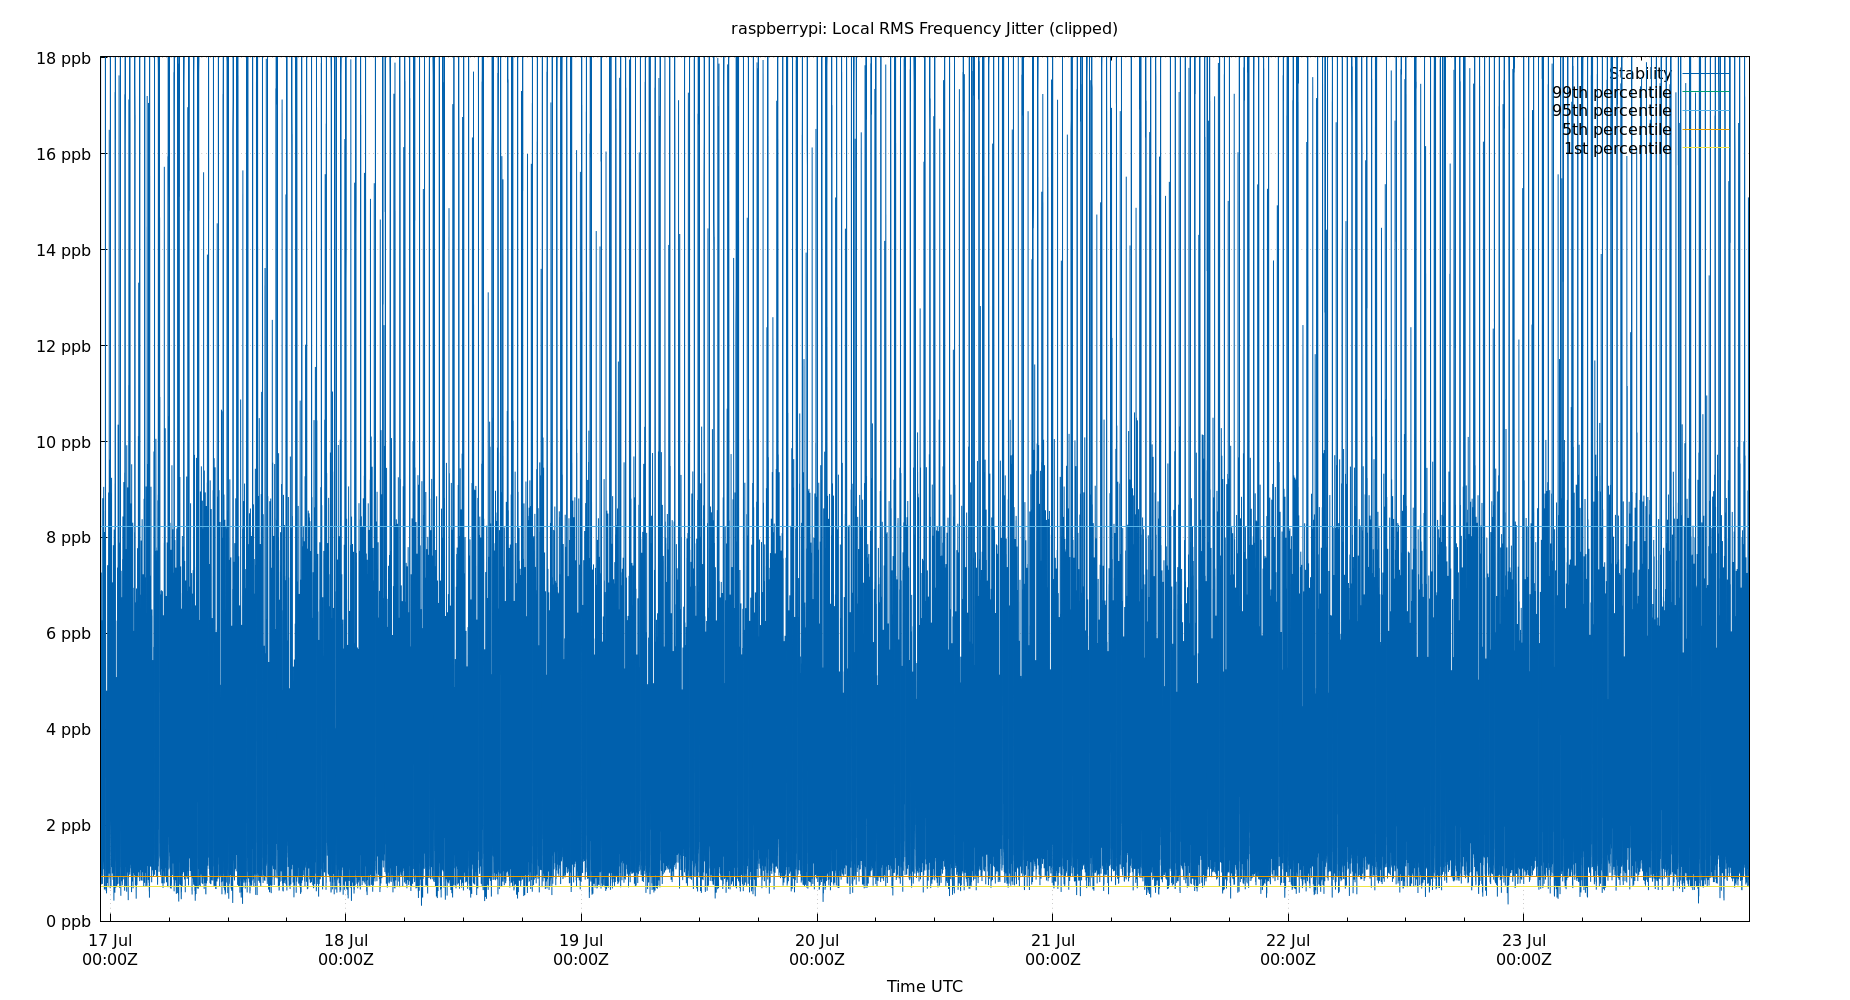 raspberrypi: Local RMS Frequency Jitter (clipped)
18 ppb
16 ppb
14 ppb
12 ppb
10 ppb
8 ppb
6 ppb
4 ppb
2 ppb
0 ppb
Stability
99th percentile
95th percentile
5th percentile
1st percentile
17 Jul
00:00Z
18 Jul
00:00Z
19 Jul
00:00Z
20 Jul
00:00Z
21 Jul
00:00Z
22 Jul
00:00Z
23 Jul
00:00Z
Time UTC